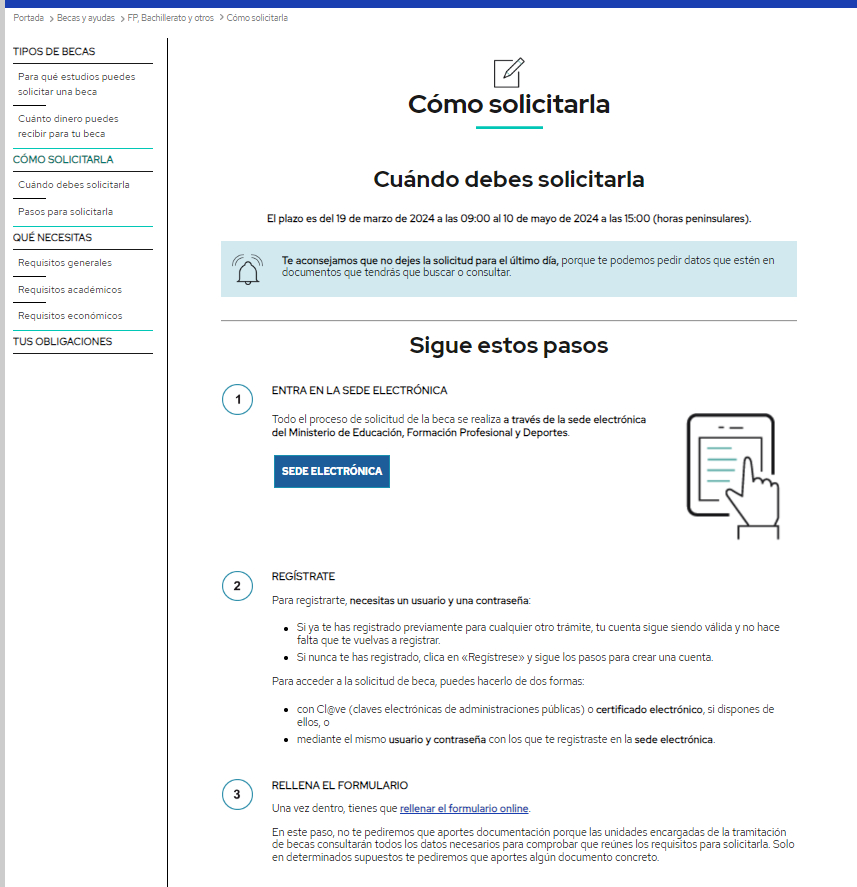 Portada > Becas y ayudas > FP, Bachillerato y otros > Cómo solicitarla
TIPOS DE BECAS
Para qué estudios puedes
solicitar una beca
Cuánto dinero puedes
recibir para tu beca
CÓMO SOLICITARLA
Cuándo debes solicitarla
Pasos para solicitarla
QUÉ NECESITAS
Requisitos generales
Requisitos académicos
Requisitos económicos
TUS OBLIGACIONES
Cómo solicitarla
Cuándo debes solicitarla
El plazo es del 19 de marzo de 2024 a las 09:00 al 10 de mayo de 2024 a las 15:00 (horas peninsulares).
Te aconsejamos que no dejes la solicitud para el último día, porque te podemos pedir datos que estén en
documentos que tendrás que buscar o consultar.
Sigue estos pasos
1
ENTRA EN LA SEDE ELECTRÓNICA
Todo el proceso de solicitud de la beca se realiza a través de la sede electrónica
del Ministerio de Educación, Formación Profesional y Deportes.
SEDE ELECTRÓNICA
2
REGÍSTRATE
Para registrarte, necesitas un usuario y una contraseña:
• Si ya te has registrado previamente para cualquier otro trámite, tu cuenta sigue siendo válida y no hace
falta que te vuelvas a registrar.
• Si nunca te has registrado, clica en «Regístrese» y sigue los pasos para crear una cuenta.
Para acceder a la solicitud de beca, puedes hacerlo de dos formas:
• con Cl@ve (claves electrónicas de administraciones públicas) o certificado electrónico, si dispones de
ellos, o
• mediante el mismo usuario y contraseña con los que te registraste en la sede electrónica.
3
RELLENA EL FORMULARIO
Una vez dentro, tienes que rellenar el formulario online.
En este paso, no te pediremos que aportes documentación porque las unidades encargadas de la tramitación
de becas consultarán todos los datos necesarios para comprobar que reúnes los requisitos para solicitarla. Solo
en determinados supuestos te pediremos que aportes algún documento concreto.